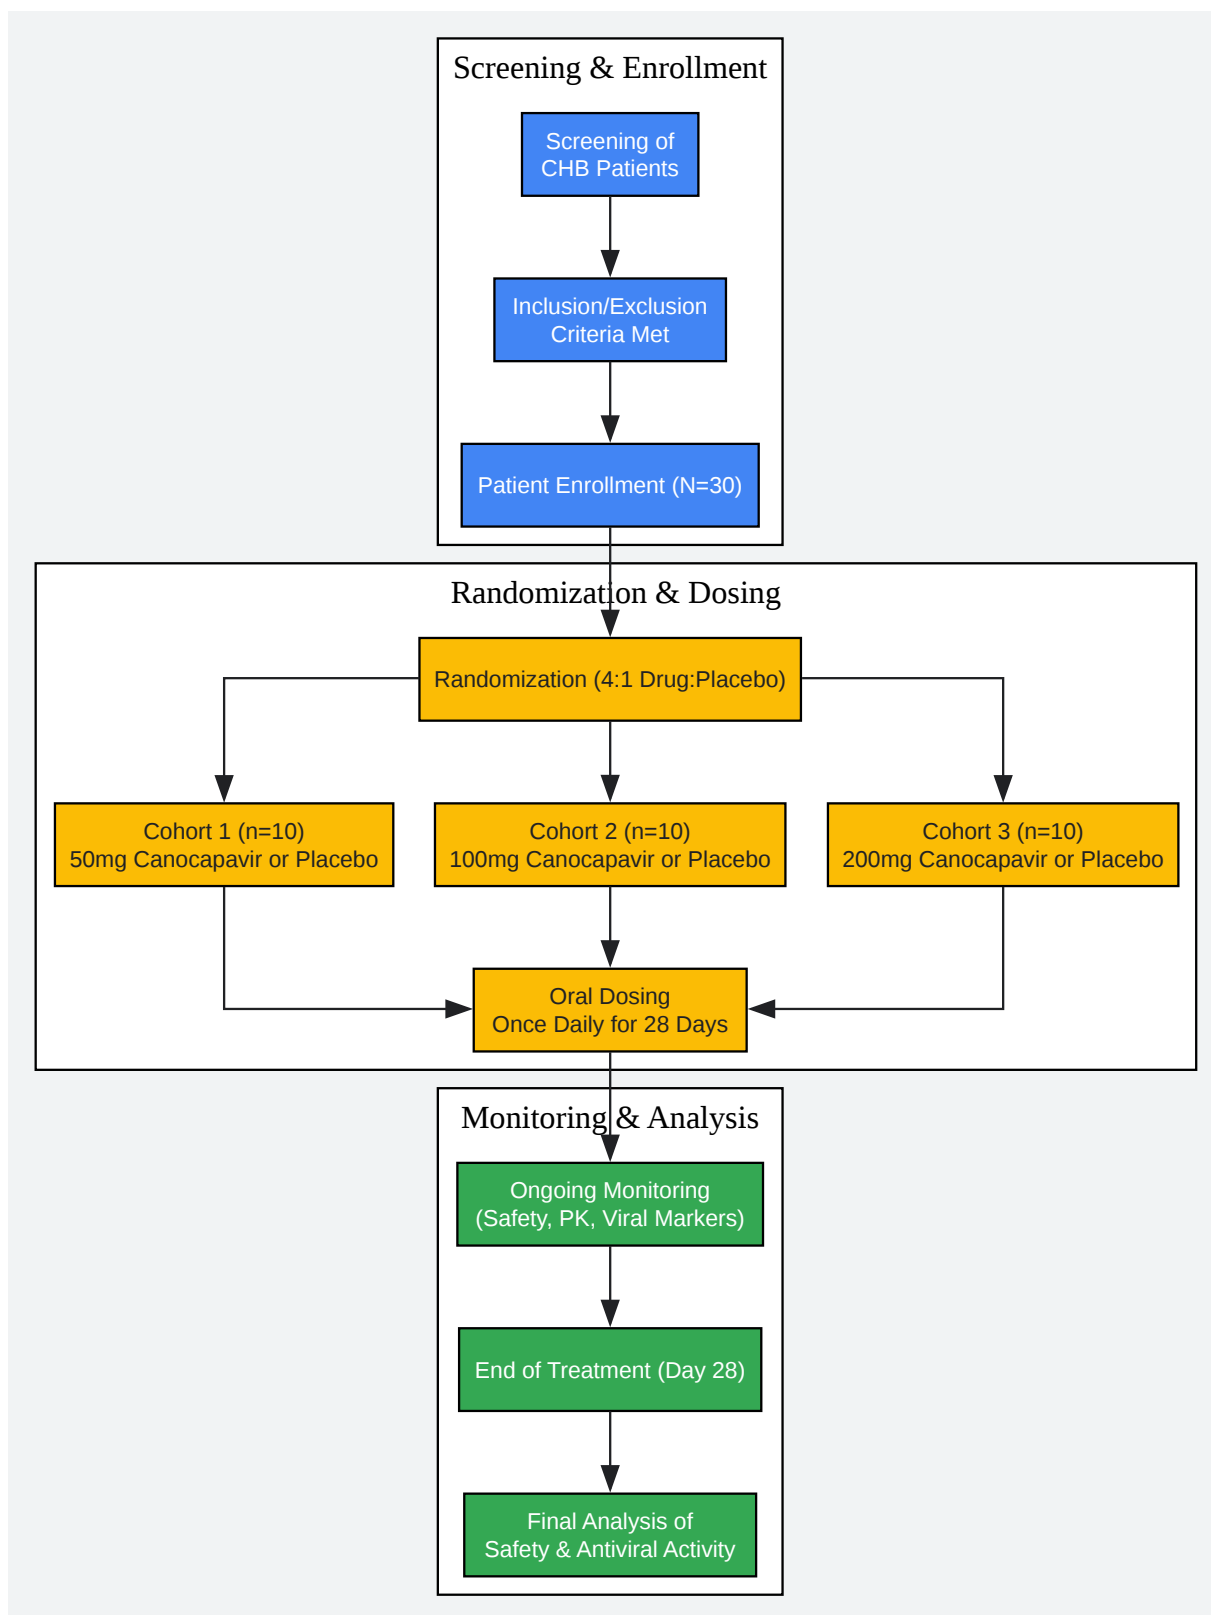 Screening & Enrollment
Screening of
CHB Patients
Inclusion/Exclusion
Criteria Met
Patient Enrollment (N=30)
Randomization & Dosing
Randomization (4:1 Drug:Placebo)
Cohort 1 (n=10)
50mg Canocapavir or Placebo
Cohort 2 (n=10)
100mg Canocapavir or Placebo
Cohort 3 (n=10)
200mg Canocapavir or Placebo
Oral Dosing
Once Daily for 28 Days
Monitoring & Analysis
Ongoing Monitoring
(Safety, PK, Viral Markers)
End of Treatment (Day 28)
Final Analysis of
Safety & Antiviral Activity